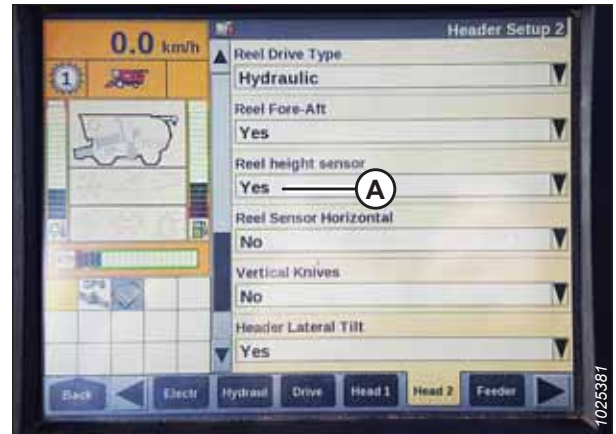 0.0 km/h
Header Setup 2
1
Reel Drive Type
Hydraulic
Reel Fore-Aft
Yes
Reel height sensor
Yes
A
Reel Sensor Horizontal
No
Vertical Knives
No
GPS
Header Lateral Tilt
Yes
Back
Electr
Hydraul
Drive
Head 1
Head 2
Feeder
1025381